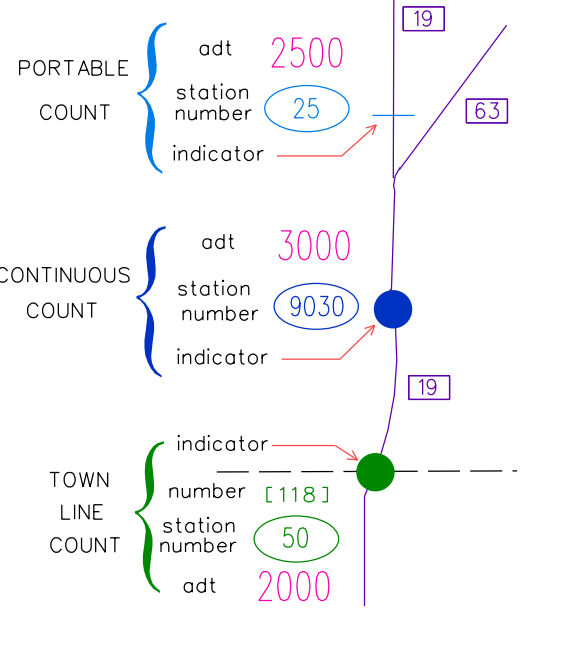 19
adt 2500
PORTABLE
COUNT
station
number 25
63
indicator
adt 3000
CONTINUOUS
COUNT
station
number 9030
indicator
19
indicator
TOWN
LINE
COUNT
number [118]
station
number 50
adt 2000